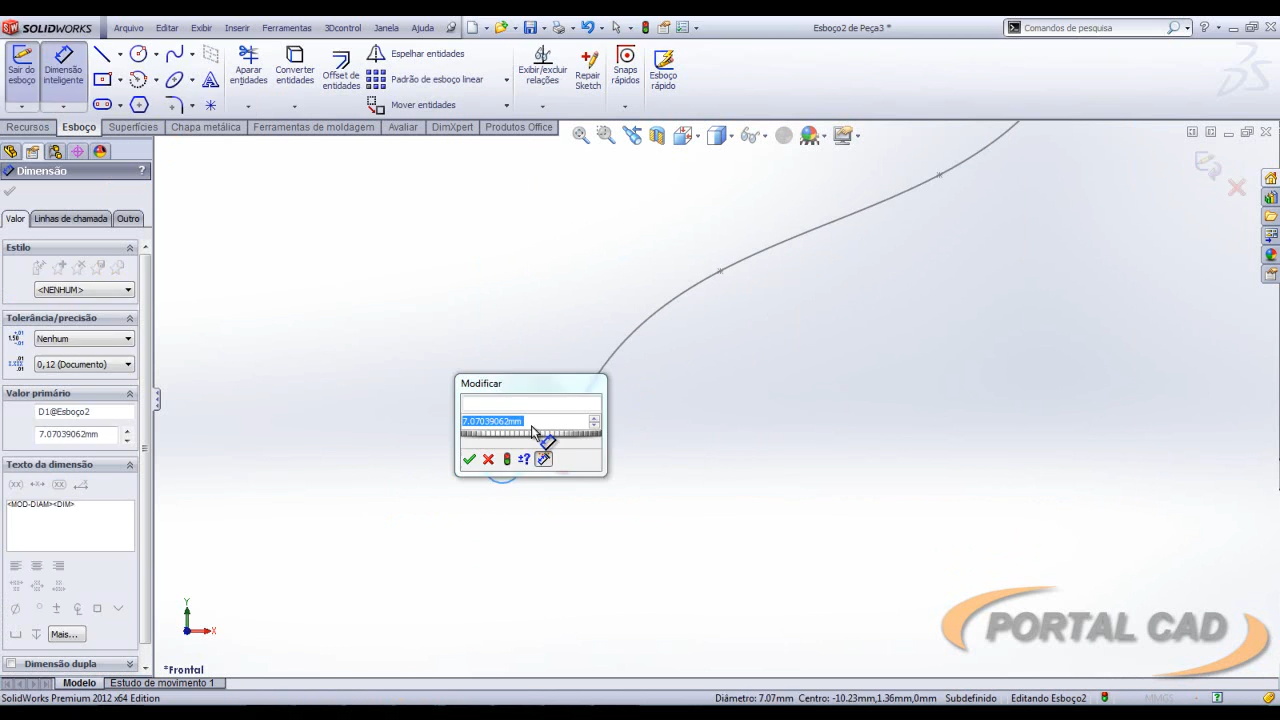 SOLIDWORKS
Arquivo Editar Exibir Inserir Ferramentas 3Dcontrol Janela Ajuda
Esboço2 de Peça3 *
Comandos de pesquisa
Sair do esboço
Dimensão inteligente
Aparar entidades
Converter entidades
Offset de entidades
Espelhar entidades
Padrão de esboço linear
Mover entidades
Exibir/excluir relações
Repair Sketch
Snaps rápidos
Esboço rápido
Recursos Esboço Superfícies Chapa metálica Ferramentas de moldagem Avaliar DimXpert Produtos Office
Dimensão ?
Valor Linhas de chamada Outro
Estilo
<NENHUM>
Tolerância/precisão
Nenhum
0,12 (Documento)
Valor primário
D1@Esboço2
7.07039062mm
Texto da dimensão
<MOD-DIAM><DIM>
Mais...
Dimensão dupla
Modificar
7.07039062mm
Y
X
*Frontal
PORTAL CAD
Modelo Estudo de movimento 1
SolidWorks Premium 2012 x64 Edition
Diâmetro: 7.07mm Centro: -10.23mm,1.36mm,0mm Subdefinido Editando Esboço2 MMGS